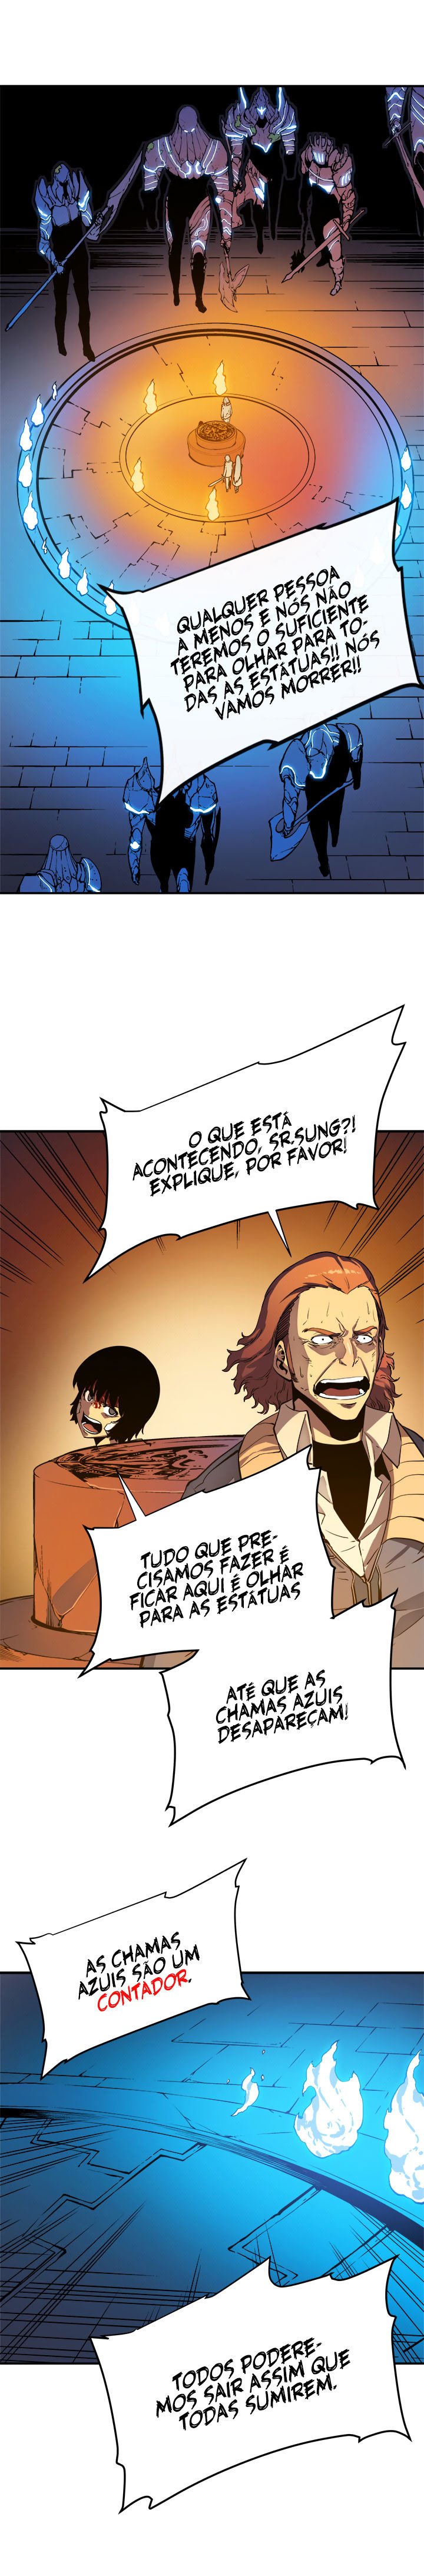 QUALQUER PESSOA
A MENOS E NÓS NÃO
TEREMOS O SUFICIENTE
PARA OLHAR PARA TO-
DAS AS ESTÁTUAS!! NÓS
VAMOS MORRER!!
O QUE ESTÁ
ACONTECENDO, SR.SUNG?!
EXPLIQUE, POR FAVOR!
TUDO QUE PRE-
CISAMOS FAZER É
FICAR AQUI E OLHAR
PARA AS ESTÁTUAS
ATÉ QUE AS
CHAMAS AZUIS
DESAPAREÇAM!
AS CHAMAS
AZUIS SÃO UM
CONTADOR.
TODOS PODERE-
MOS SAIR ASSIM QUE
TODAS SUMIREM.